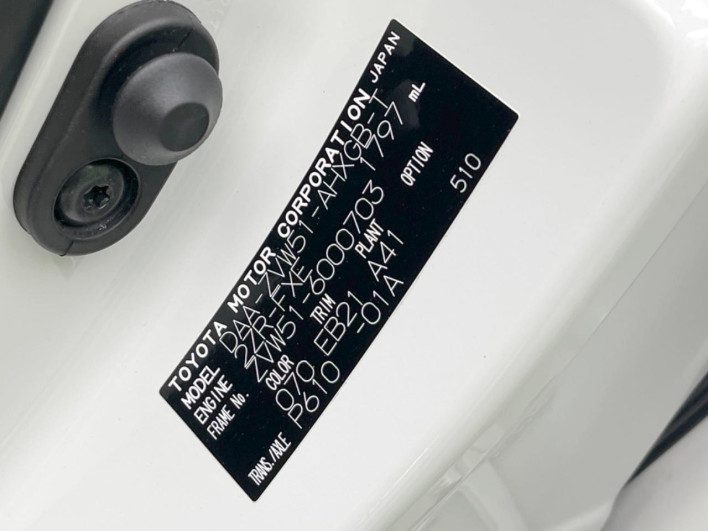 TOYOTA MOTOR CORPORATION JAPAN
MODEL DAA-ZVW51-AHXGB-T
ENGINE 2ZR-FXE 1797 mL
FRAME No. ZVW51-6000703
COLOR TRIM PLANT OPTION
070 EB21 A41 510
TRANS./AXLE P610 -01A